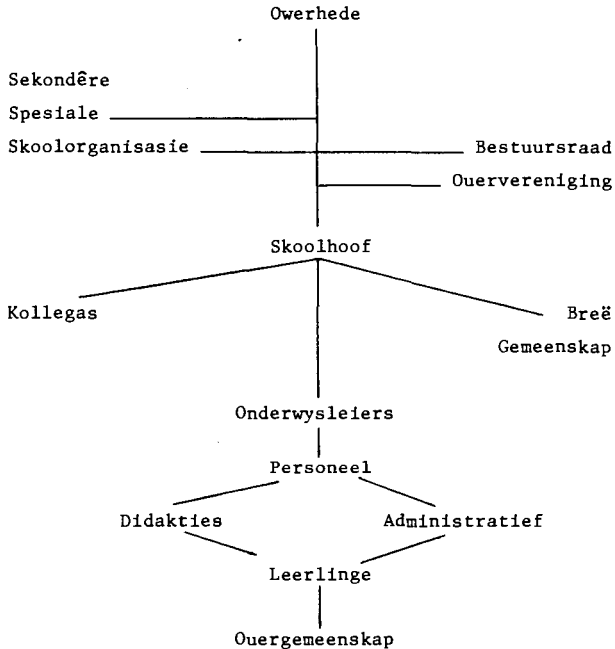 Owerhede
Sekondêre
Spesiale
Skoolorganisasie
Bestuursraad
Ouervereniging
Skoolhoof
Kollegas
Breë
Gemeenskap
Onderwysleiers
Personeel
Didakties
Administratief
Leerlinge
Ouergemeenskap